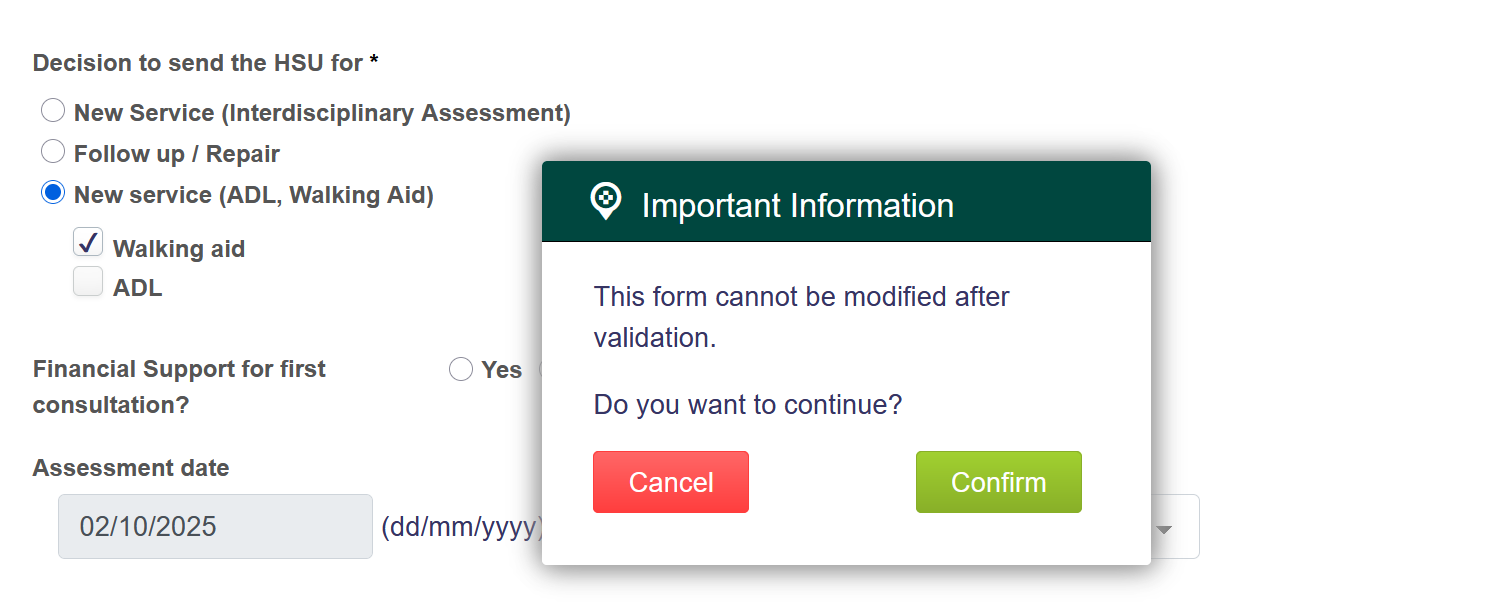 Decision to send the HSU for *
New Service (Interdisciplinary Assessment)
Follow up / Repair
New service (ADL, Walking Aid)
Walking aid
ADL
Financial Support for first
consultation?
Yes
Assessment date
02/10/2025 (dd/mm/yyyy)
Important Information
This form cannot be modified after
validation.
Do you want to continue?
Cancel Confirm